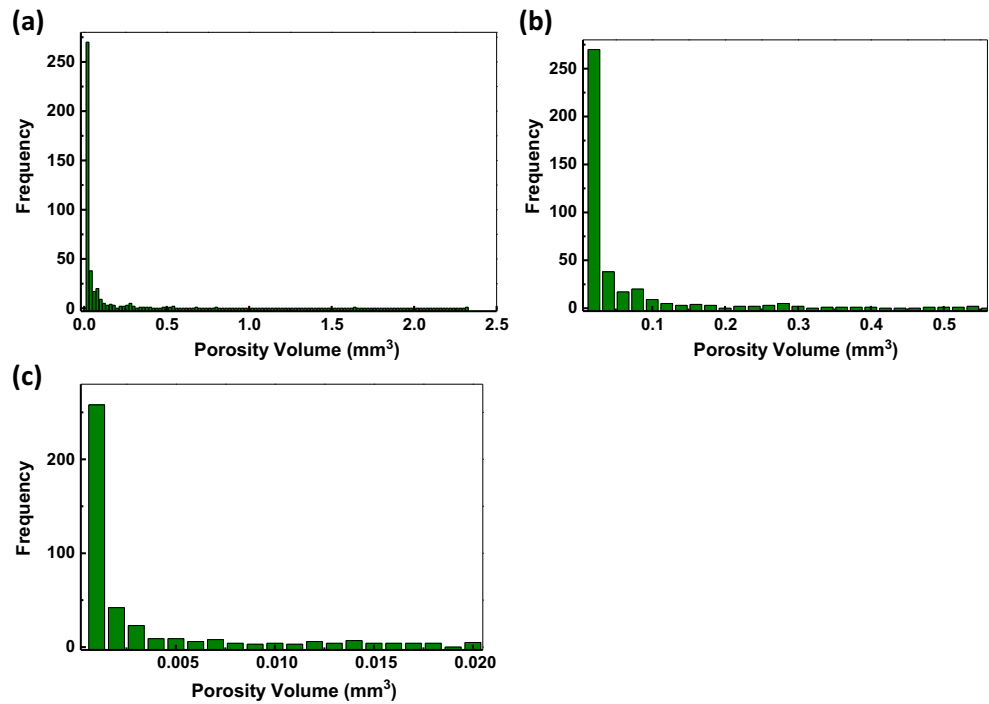 (a)
250
200
150
100
50
0
Frequency
0.0 0.5 1.0 1.5 2.0 2.5
Porosity Volume (mm³)
(b)
250
200
150
100
50
0
Frequency
0.1 0.2 0.3 0.4 0.5
Porosity Volume (mm³)
(c)
200
100
0
Frequency
0.005 0.010 0.015 0.020
Porosity Volume (mm³)